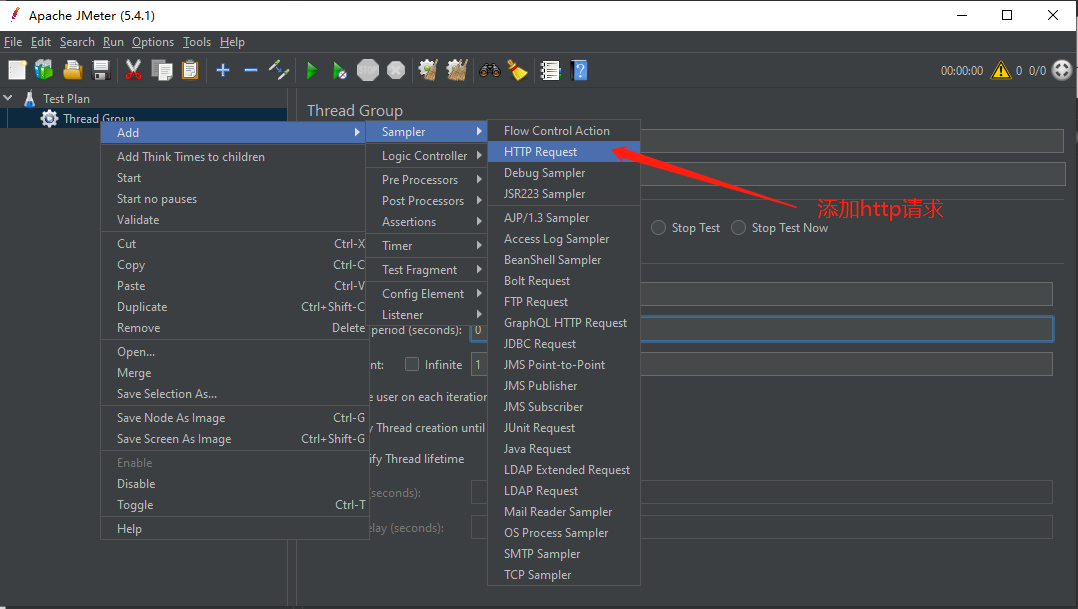 Apache JMeter (5.4.1)
File Edit Search Run Options Tools Help
00:00:00 0 0/0
Test Plan
Thread Group
Thread Group
Add
Add Think Times to children
Start
Start no pauses
Validate
Cut Ctrl-X
Copy Ctrl-C
Paste Ctrl-V
Duplicate Ctrl+Shift-C
Remove Delete
Open...
Merge
Save Selection As...
Save Node As Image Ctrl-G
Save Screen As Image Ctrl+Shift-G
Enable
Disable
Toggle Ctrl-T
Help
Sampler
Logic Controller
Pre Processors
Post Processors
Assertions
Timer
Test Fragment
Config Element
Listener
Flow Control Action
HTTP Request
Debug Sampler
JSR223 Sampler
AJP/1.3 Sampler
Access Log Sampler
BeanShell Sampler
Bolt Request
FTP Request
GraphQL HTTP Request
JDBC Request
JMS Point-to-Point
JMS Publisher
JMS Subscriber
JUnit Request
Java Request
LDAP Extended Request
LDAP Request
Mail Reader Sampler
OS Process Sampler
SMTP Sampler
TCP Sampler
添加http请求
Stop Test Stop Test Now
period (seconds): 0
Infinite 1
user on each iteration
Thread creation until
Thread lifetime
(seconds):
(seconds):